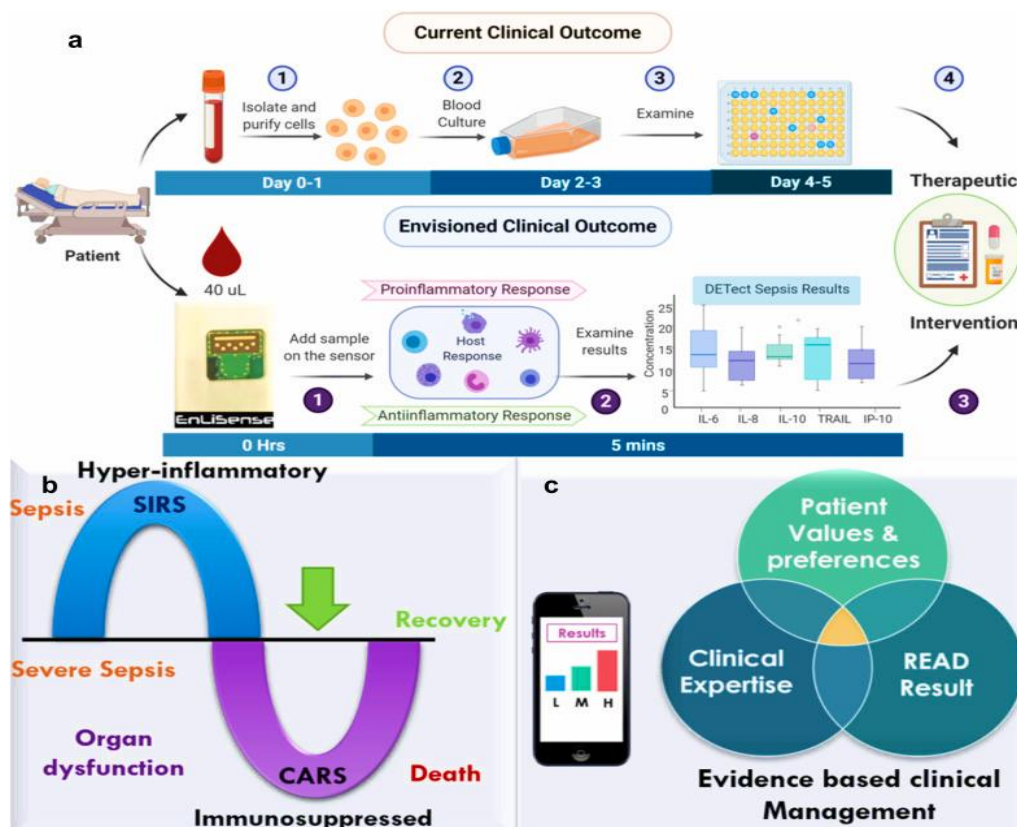 a
Current Clinical Outcome
1
2
3
4
Isolate and
purify cells
Blood
Culture
Examine
Day 0-1
Day 2-3
Day 4-5
Patient
Therapeutic
Intervention
Envisioned Clinical Outcome
40 uL
EnLiSense
Add sample
on the sensor
1
Proinflammatory Response
Host
Response
Antiinflammatory Response
Examine
results
2
DETect Sepsis Results
Concentration
25
20
15
10
5
0
IL-6
IL-8
IL-10
TRAIL
IP-10
3
0 Hrs
5 mins
b
Hyper-inflammatory
Sepsis
SIRS
Recovery
Severe Sepsis
Organ
dysfunction
CARS
Death
Immunosuppressed
c
Results
L
M
H
Patient
Values &
preferences
Clinical
Expertise
READ
Result
Evidence based clinical
Management